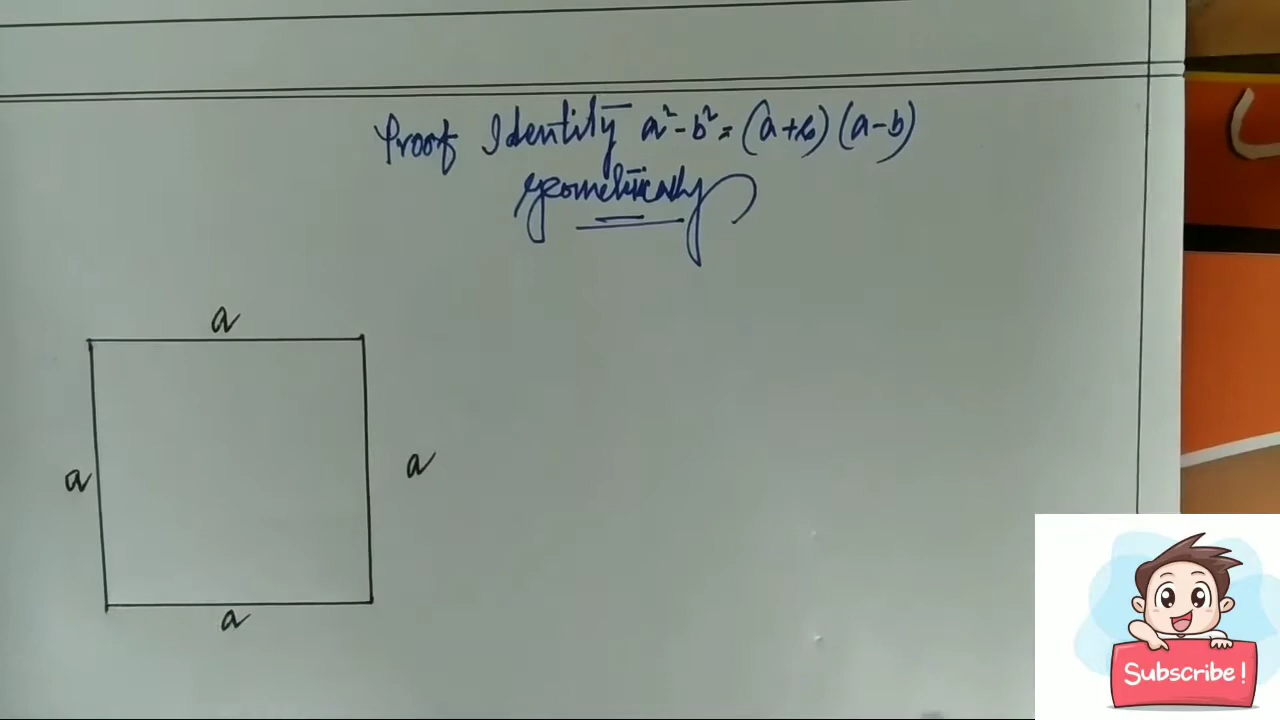 Proof Identity a² - b² = (a+b) (a-b)
geometrically
a
a
a
a
Subscribe!